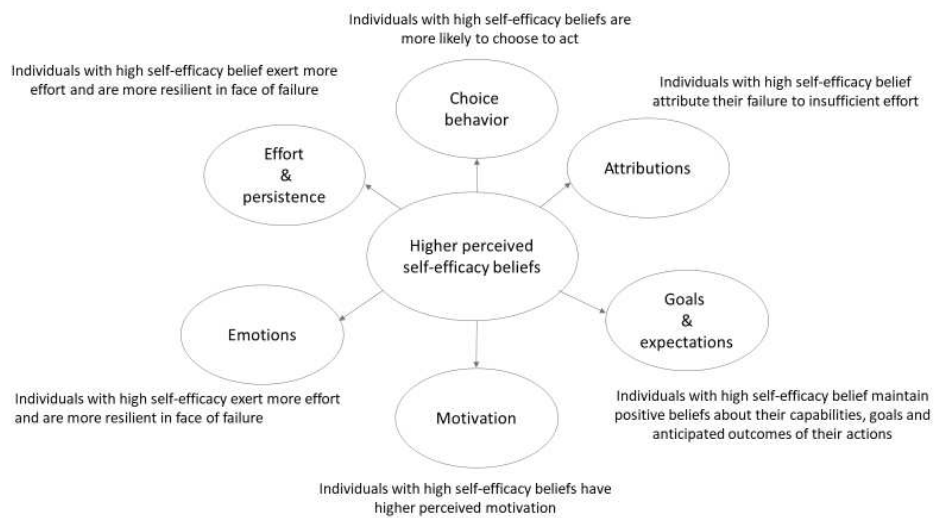 Individuals with high self-efficacy beliefs are
more likely to choose to act
Individuals with high self-efficacy belief exert more
effort and are more resilient in face of failure
Individuals with high self-efficacy belief
attribute their failure to insufficient effort
Choice
behavior
Effort
&
persistence
Attributions
Higher perceived
self-efficacy beliefs
Goals
&
expectations
Emotions
Individuals with high self-efficacy exert more effort
and are more resilient in face of failure
Individuals with high self-efficacy belief maintain
positive beliefs about their capabilities, goals and
anticipated outcomes of their actions
Motivation
Individuals with high self-efficacy beliefs have
higher perceived motivation